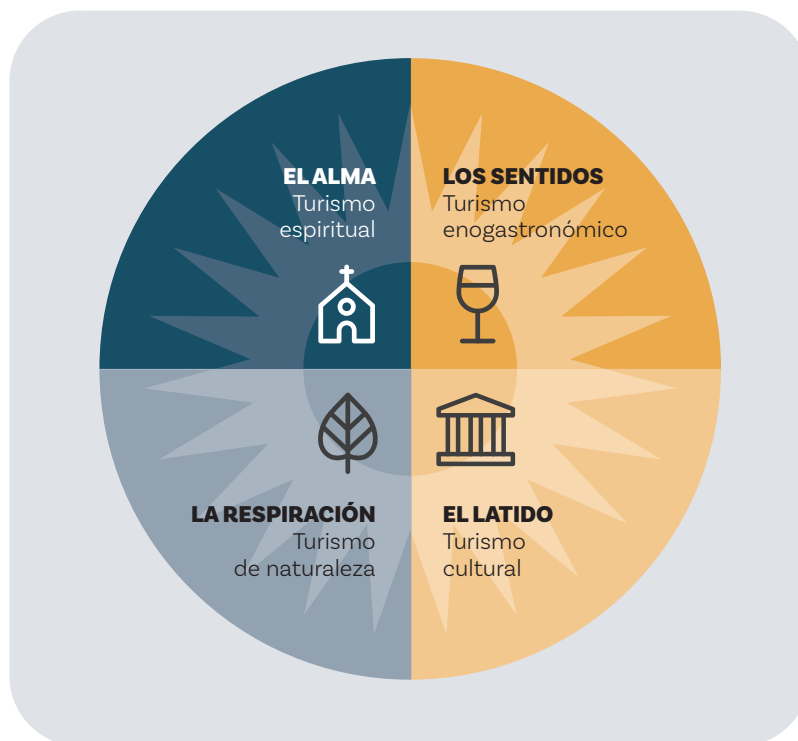 EL ALMA
Turismo
espiritual
LOS SENTIDOS
Turismo
enogastronómico
LA RESPIRACIÓN
Turismo
de naturaleza
EL LATIDO
Turismo
cultural